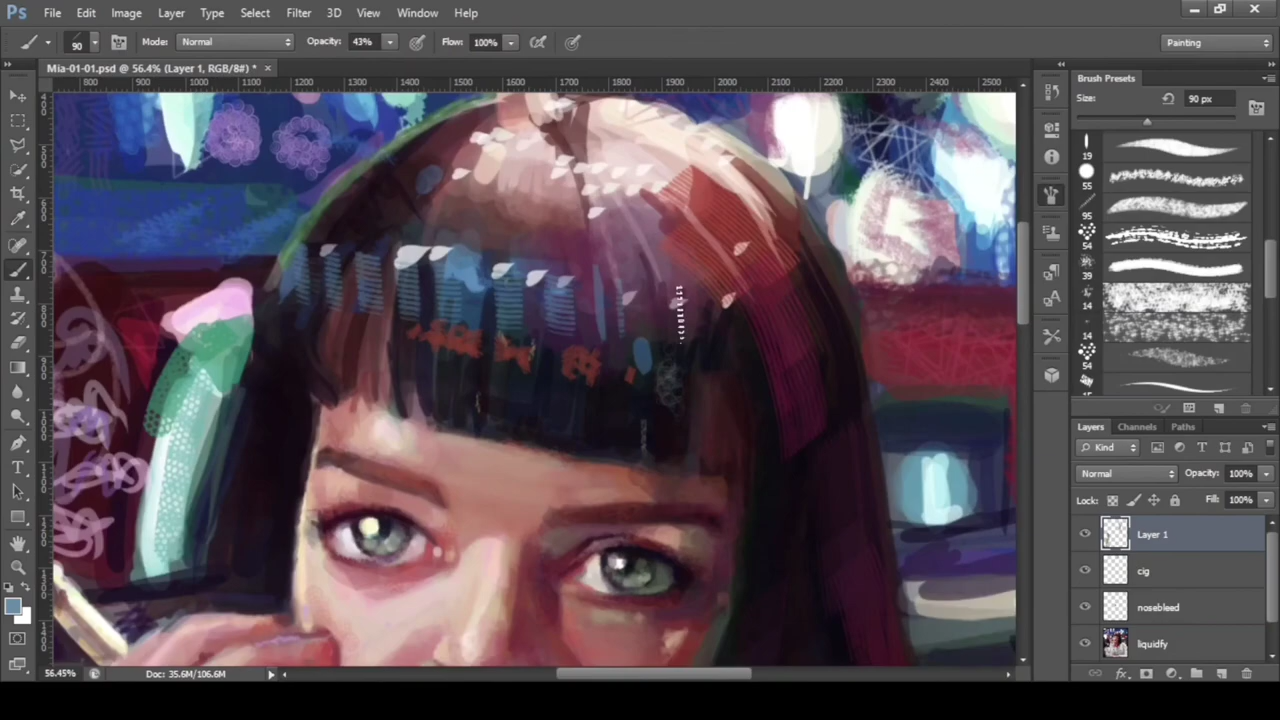 Ps File Edit Image Layer Type Select Filter 3D View Window Help
90 Mode: Normal Opacity: 43% Flow: 100% Painting
Mia-01-01.psd @ 56.4% (Layer 1, RGB/8#) * ×
800 900 1000 1100 1200 1300 1400 1500 1600 1700 1800 1900 2000 2100 2200 2300 2400 2500
Brush Presets
Size: 90 px
19
55
95
54
39
14
14
54
Layers Channels Paths
Kind
Normal Opacity: 100%
Lock: Fill: 100%
Layer 1
cig
nosebleed
liquidfy
56.45% Doc: 35.6M/106.6M